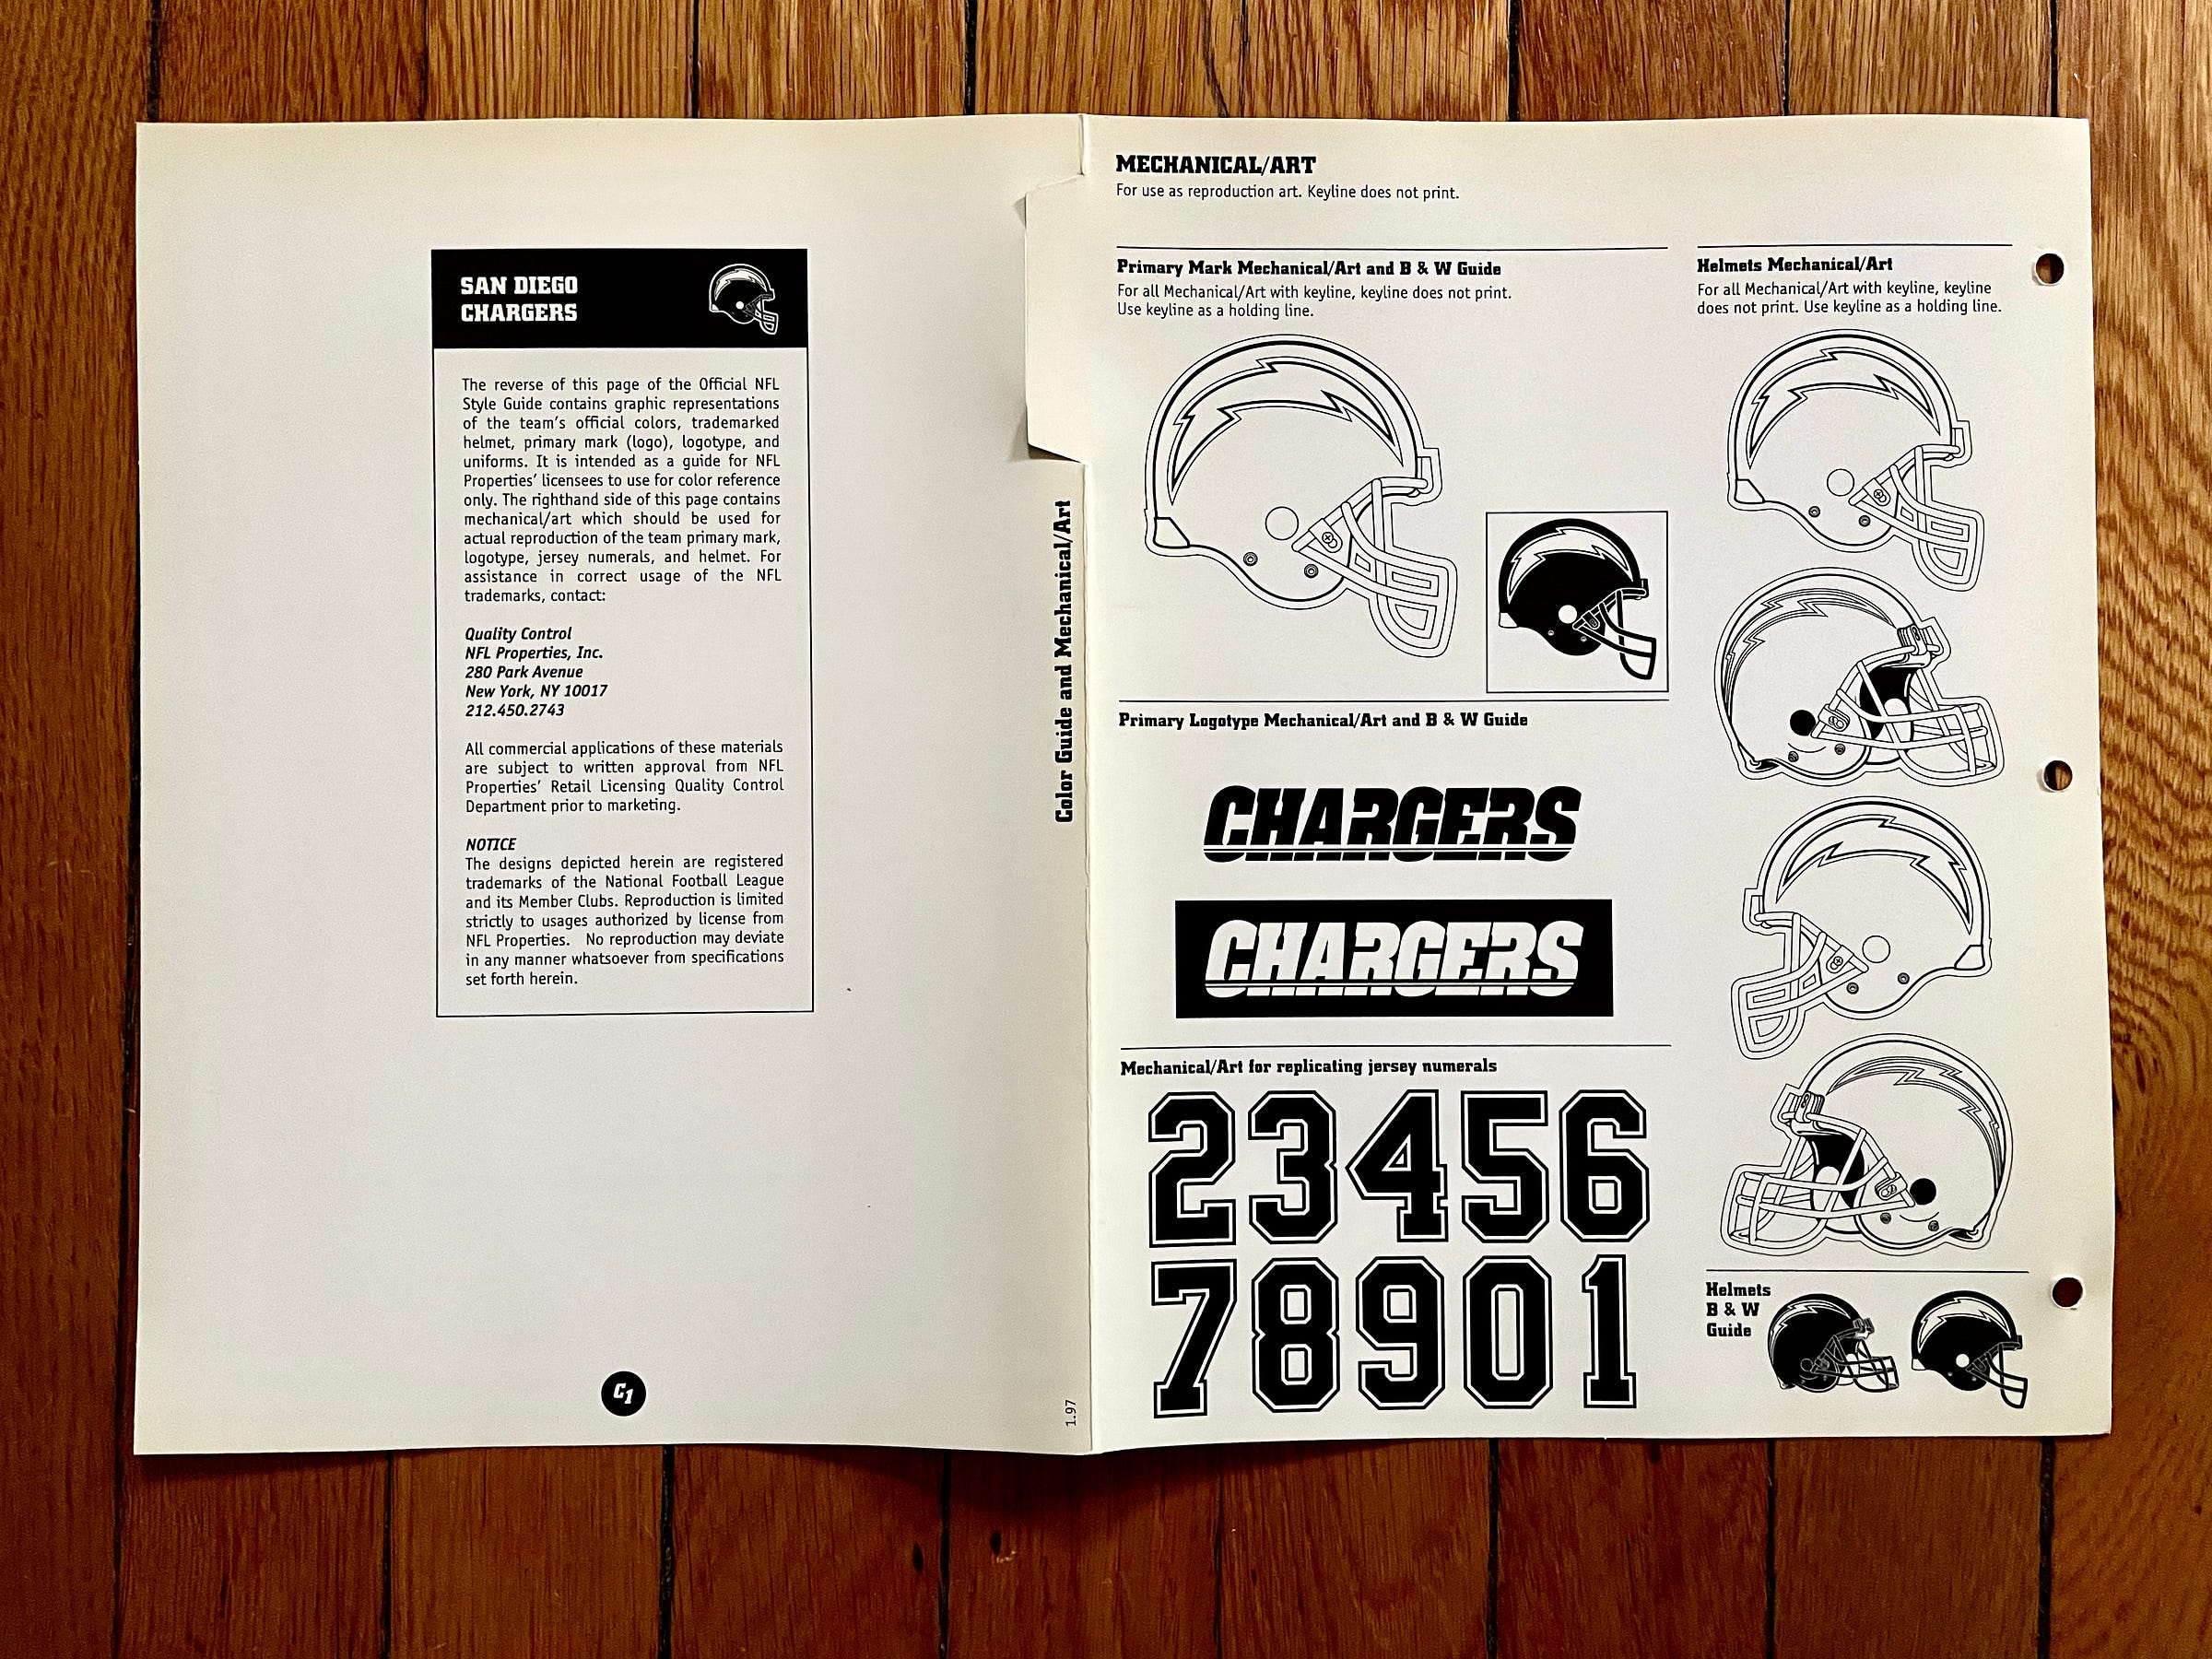 SAN DIEGO
CHARGERS
The reverse of this page of the Official NFL
Style Guide contains graphic representations
of the team's official colors, trademarked
helmet, primary mark (logo), logotype, and
uniforms. It is intended as a guide for NFL
Properties' licensees to use for color reference
only. The righthand side of this page contains
mechanical/art which should be used for
actual reproduction of the team primary mark,
logotype, jersey numerals, and helmet. For
assistance in correct usage of the NFL
trademarks, contact:
Quality Control
NFL Properties, Inc.
280 Park Avenue
New York, NY 10017
212.450.2743
All commercial applications of these materials
are subject to written approval from NFL
Properties' Retail Licensing Quality Control
Department prior to marketing.
NOTICE
The designs depicted herein are registered
trademarks of the National Football League
and its Member Clubs. Reproduction is limited
strictly to usages authorized by license from
NFL Properties. No reproduction may deviate
in any manner whatsoever from specifications
set forth herein.
C1
Color Guide and Mechanical/Art
1.97
MECHANICAL/ART
For use as reproduction art. Keyline does not print.
Primary Mark Mechanical/Art and B & W Guide
For all Mechanical/Art with keyline, keyline does not print.
Use keyline as a holding line.
Primary Logotype Mechanical/Art and B & W Guide
CHARGERS
CHARGERS
Mechanical/Art for replicating jersey numerals
23456
78901
Helmets Mechanical/Art
For all Mechanical/Art with keyline, keyline
does not print. Use keyline as a holding line.
Helmets
B & W
Guide